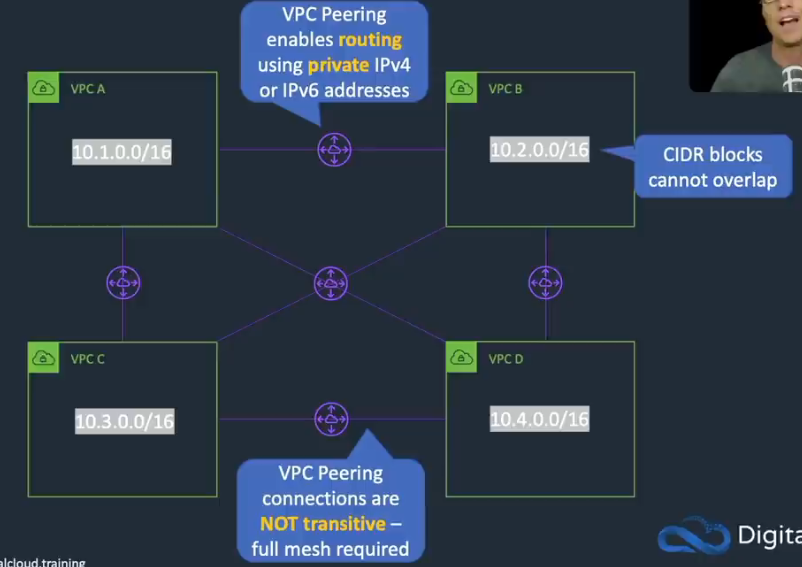 VPC Peering
enables routing
using private IPv4
or IPv6 addresses
VPC A
10.1.0.0/16
VPC B
10.2.0.0/16
CIDR blocks
cannot overlap
VPC C
10.3.0.0/16
VPC D
10.4.0.0/16
VPC Peering
connections are
NOT transitive –
full mesh required
Digita
alcloud.training